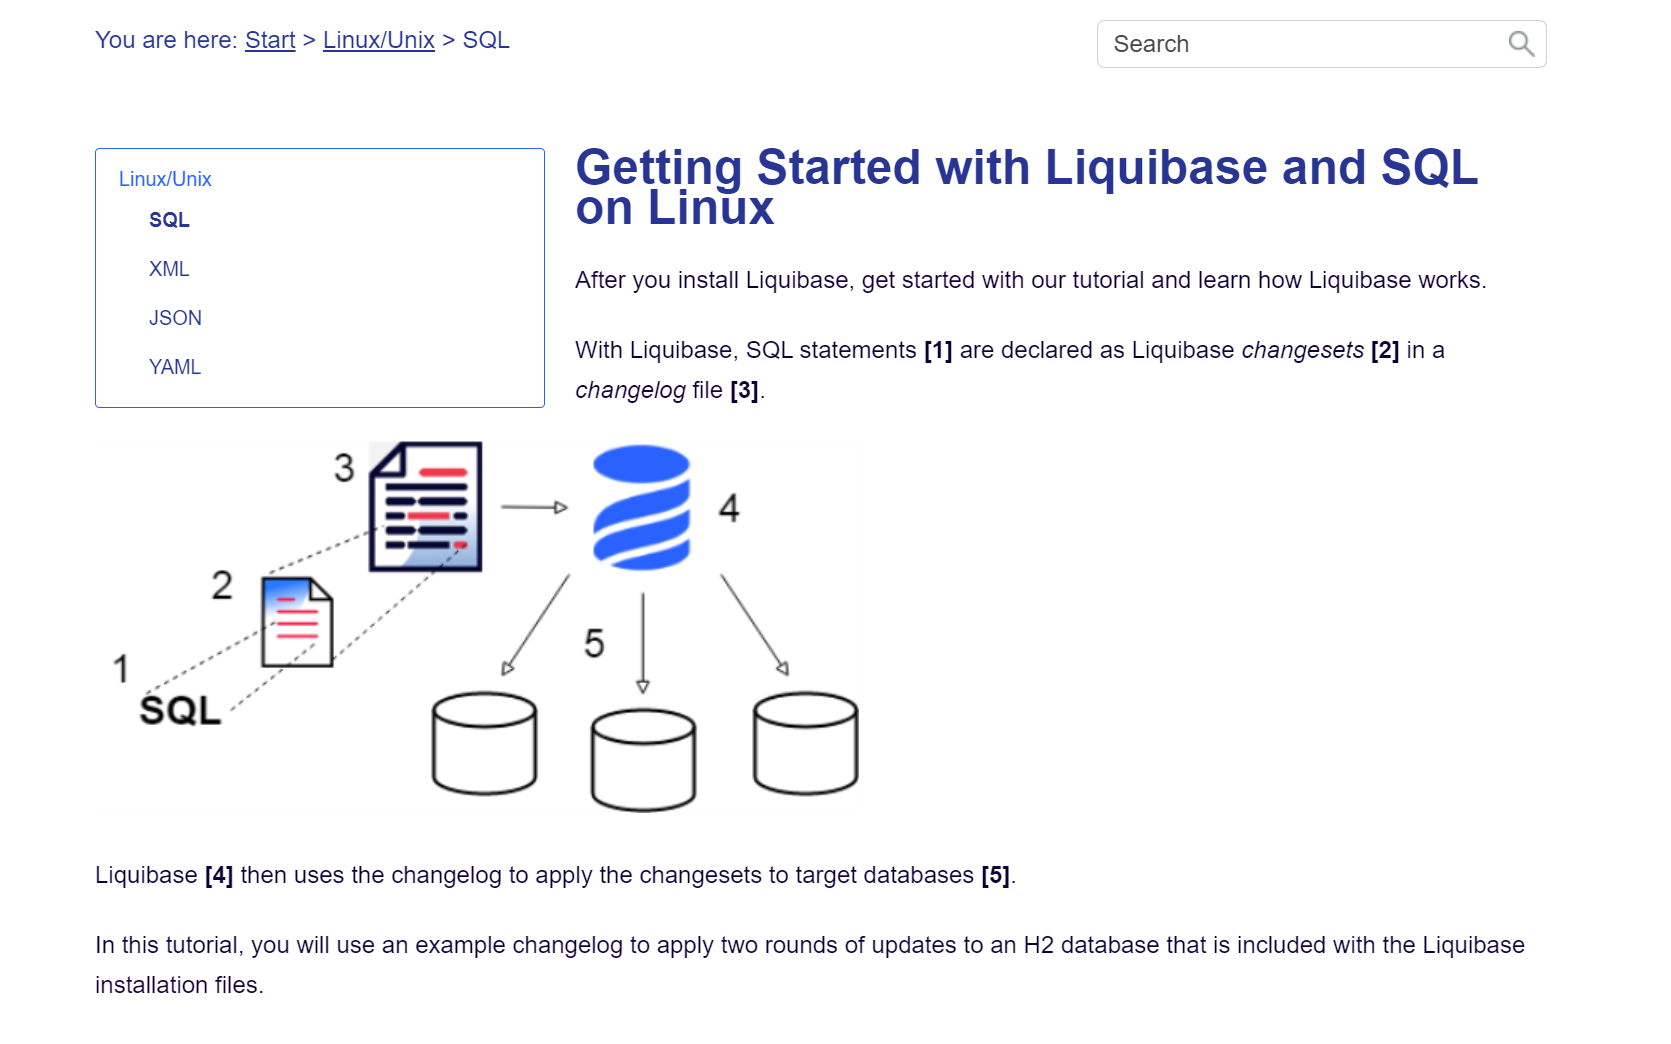 You are here: Start > Linux/Unix > SQL
Search
Linux/Unix
SQL
XML
JSON
YAML
Getting Started with Liquibase and SQL
on Linux
After you install Liquibase, get started with our tutorial and learn how Liquibase works.
With Liquibase, SQL statements [1] are declared as Liquibase changesets [2] in a
changelog file [3].
3
4
2
5
1
SQL
Liquibase [4] then uses the changelog to apply the changesets to target databases [5].
In this tutorial, you will use an example changelog to apply two rounds of updates to an H2 database that is included with the Liquibase
installation files.